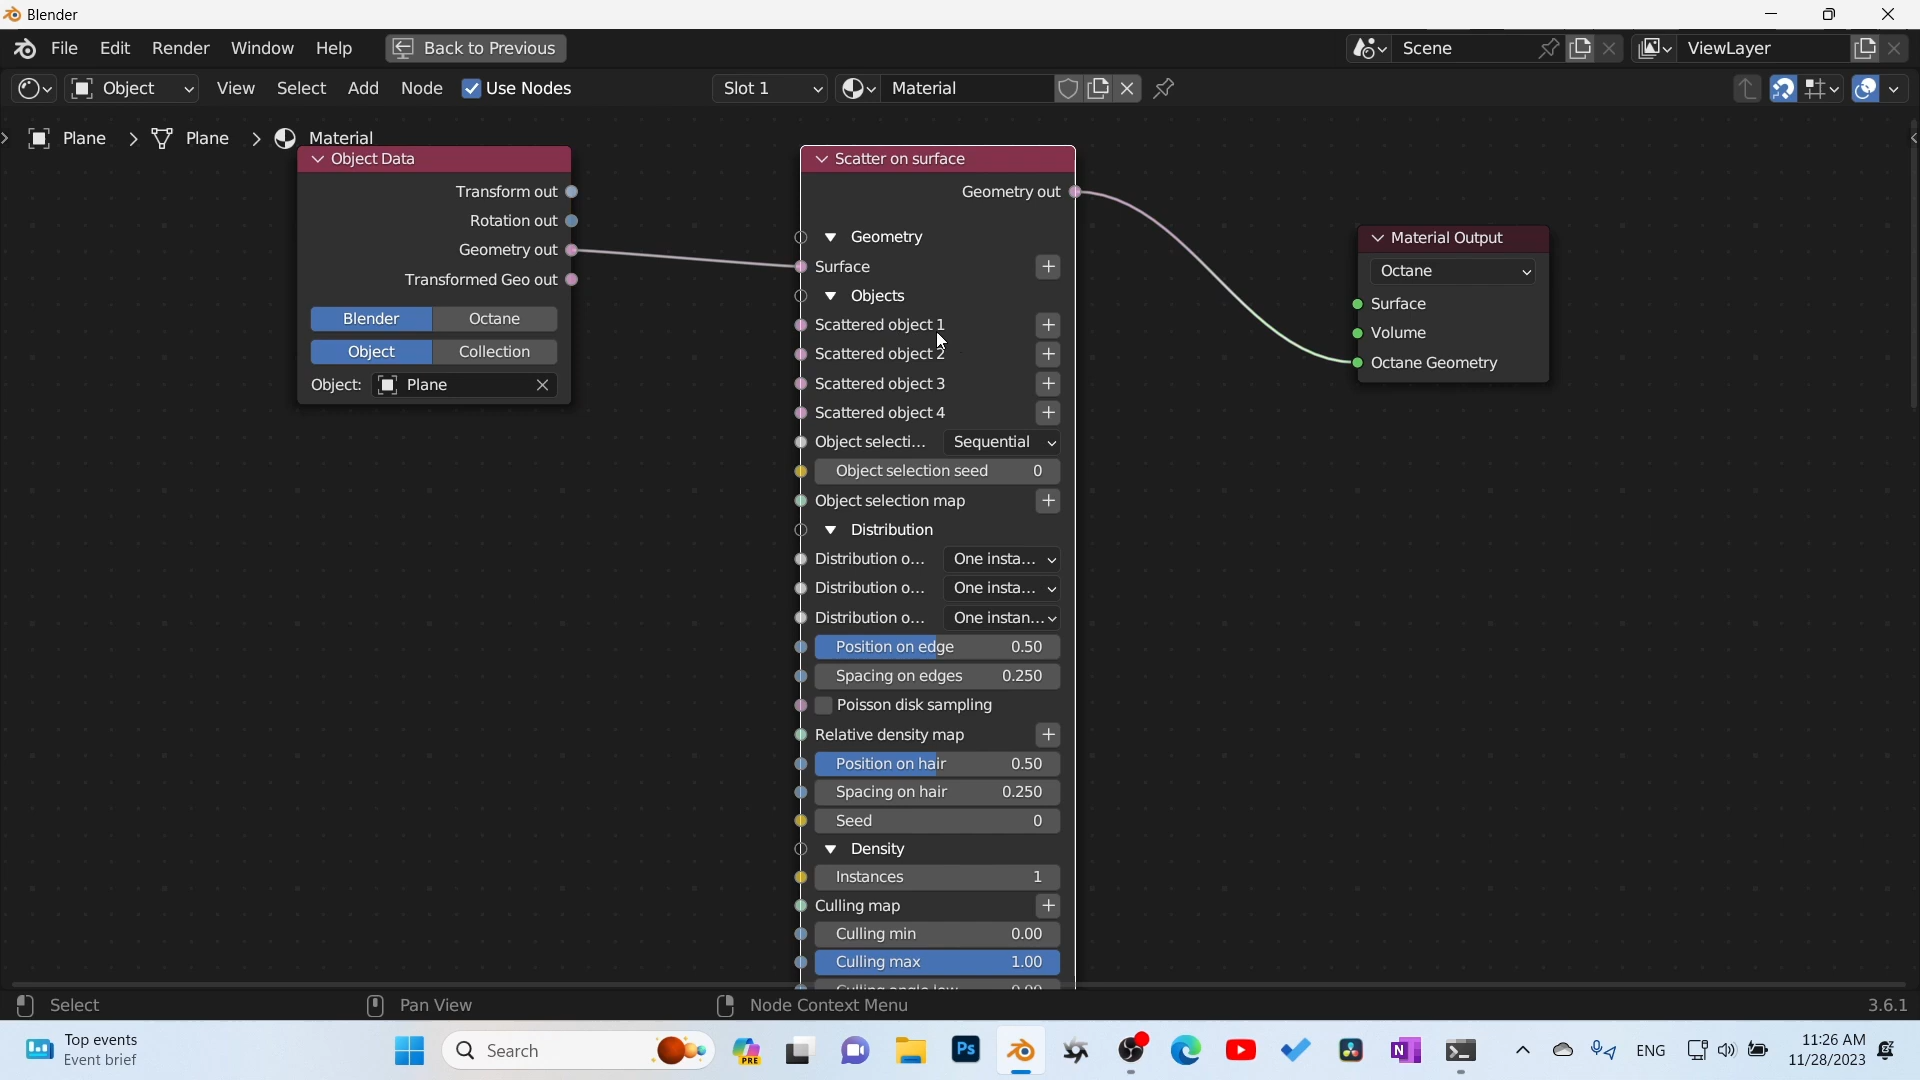 Blender
File Edit Render Window Help Back to Previous Scene ViewLayer
Object View Select Add Node Use Nodes Slot 1 Material
Plane Plane Material
Object Data
Transform out
Rotation out
Geometry out
Transformed Geo out
Blender Octane
Object Collection
Object: Plane
Scatter on surface
Geometry out
Geometry
Surface
Objects
Scattered object 1
Scattered object 2
Scattered object 3
Scattered object 4
Object selecti... Sequential
Object selection seed 0
Object selection map
Distribution
Distribution o... One insta...
Distribution o... One insta...
Distribution o... One instan...
Position on edge 0.50
Spacing on edges 0.250
Poisson disk sampling
Relative density map
Position on hair 0.50
Spacing on hair 0.250
Seed 0
Density
Instances 1
Culling map
Culling min 0.00
Culling max 1.00
Culling angle low 0.00
Material Output
Octane
Surface
Volume
Octane Geometry
Select Pan View Node Context Menu 3.6.1
Top events
Event brief
Search
PRE
Ps
N
ENG
11:26 AM
11/28/2023